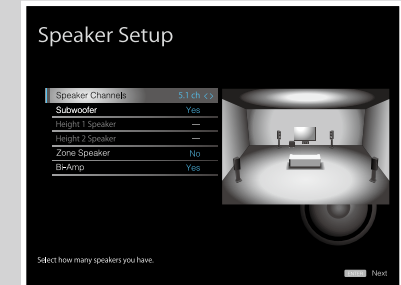 Speaker Setup
Speaker Channels 5.1 ch <>
Subwoofer Yes
Height 1 Speaker —
Height 2 Speaker —
Zone Speaker No
Bi-Amp Yes
Select how many speakers you have.
ENTER Next